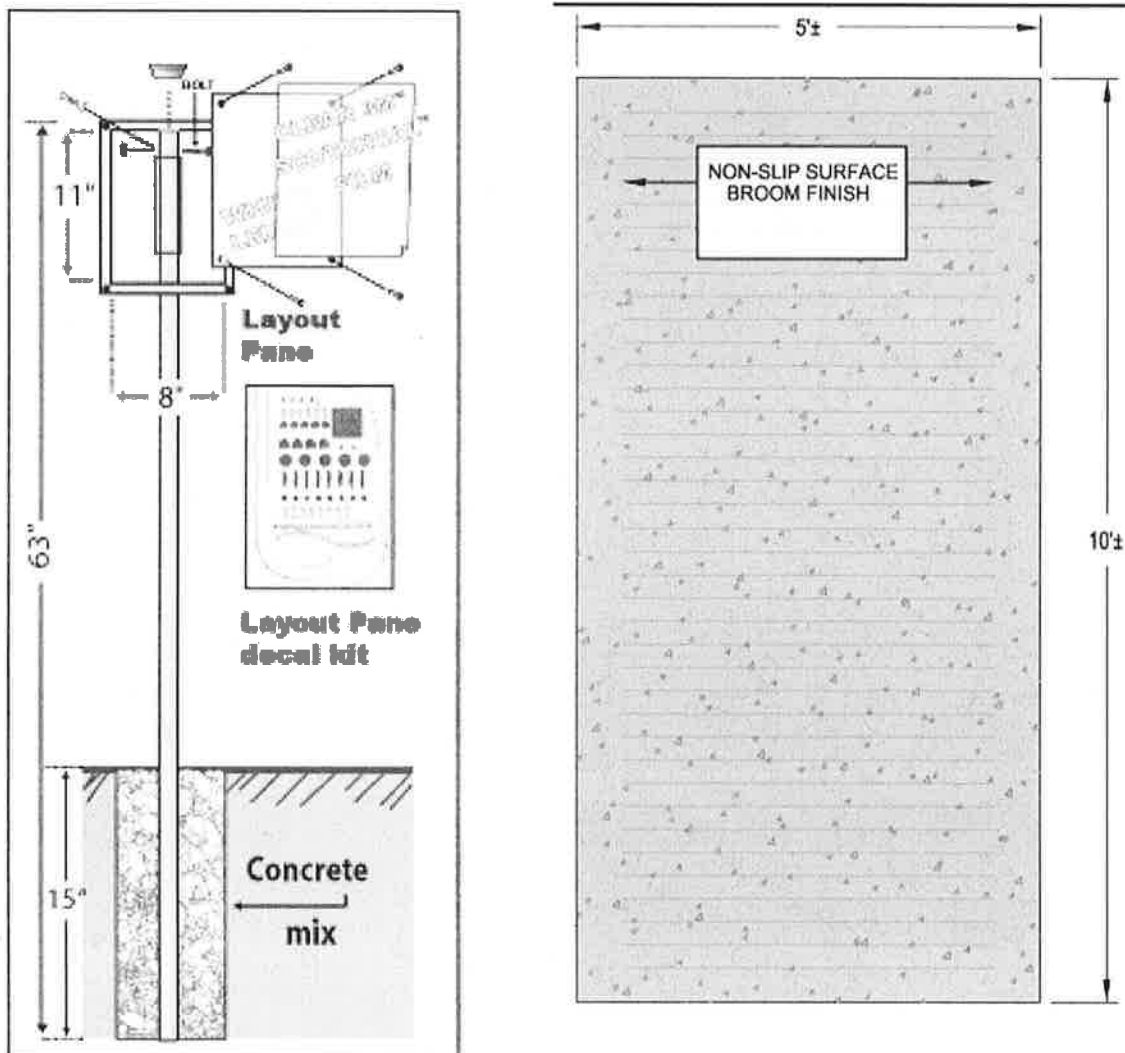 BOLT
11"
8"
63"
Layout
Pane
Layout Pane
decal kit
15"
Concrete
mix
5'±
NON-SLIP SURFACE
BROOM FINISH
10'±